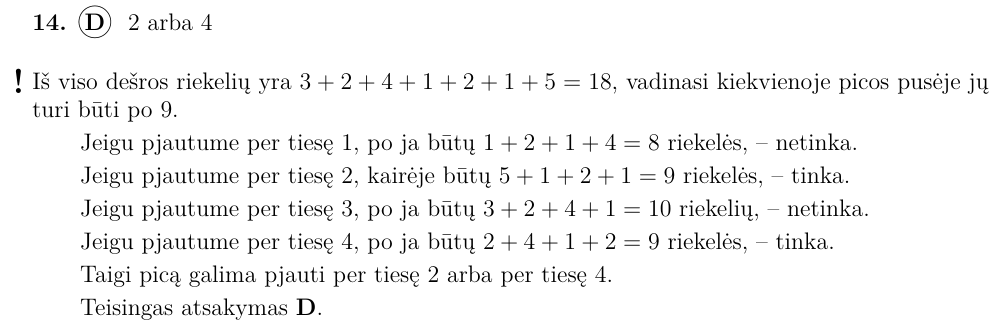 14. D 2 arba 4
! Iš viso dešros riekelių yra 3 + 2 + 4 + 1 + 2 + 1 + 5 = 18, vadinasi kiekvienoje picos pusėje jų
turi būti po 9.
Jeigu pjautume per tiesę 1, po ja būtų 1 + 2 + 1 + 4 = 8 riekelės, – netinka.
Jeigu pjautume per tiesę 2, kairėje būtų 5 + 1 + 2 + 1 = 9 riekelės, – tinka.
Jeigu pjautume per tiesę 3, po ja būtų 3 + 2 + 4 + 1 = 10 riekelių, – netinka.
Jeigu pjautume per tiesę 4, po ja būtų 2 + 4 + 1 + 2 = 9 riekelės, – tinka.
Taigi picą galima pjauti per tiesę 2 arba per tiesę 4.
Teisingas atsakymas D.